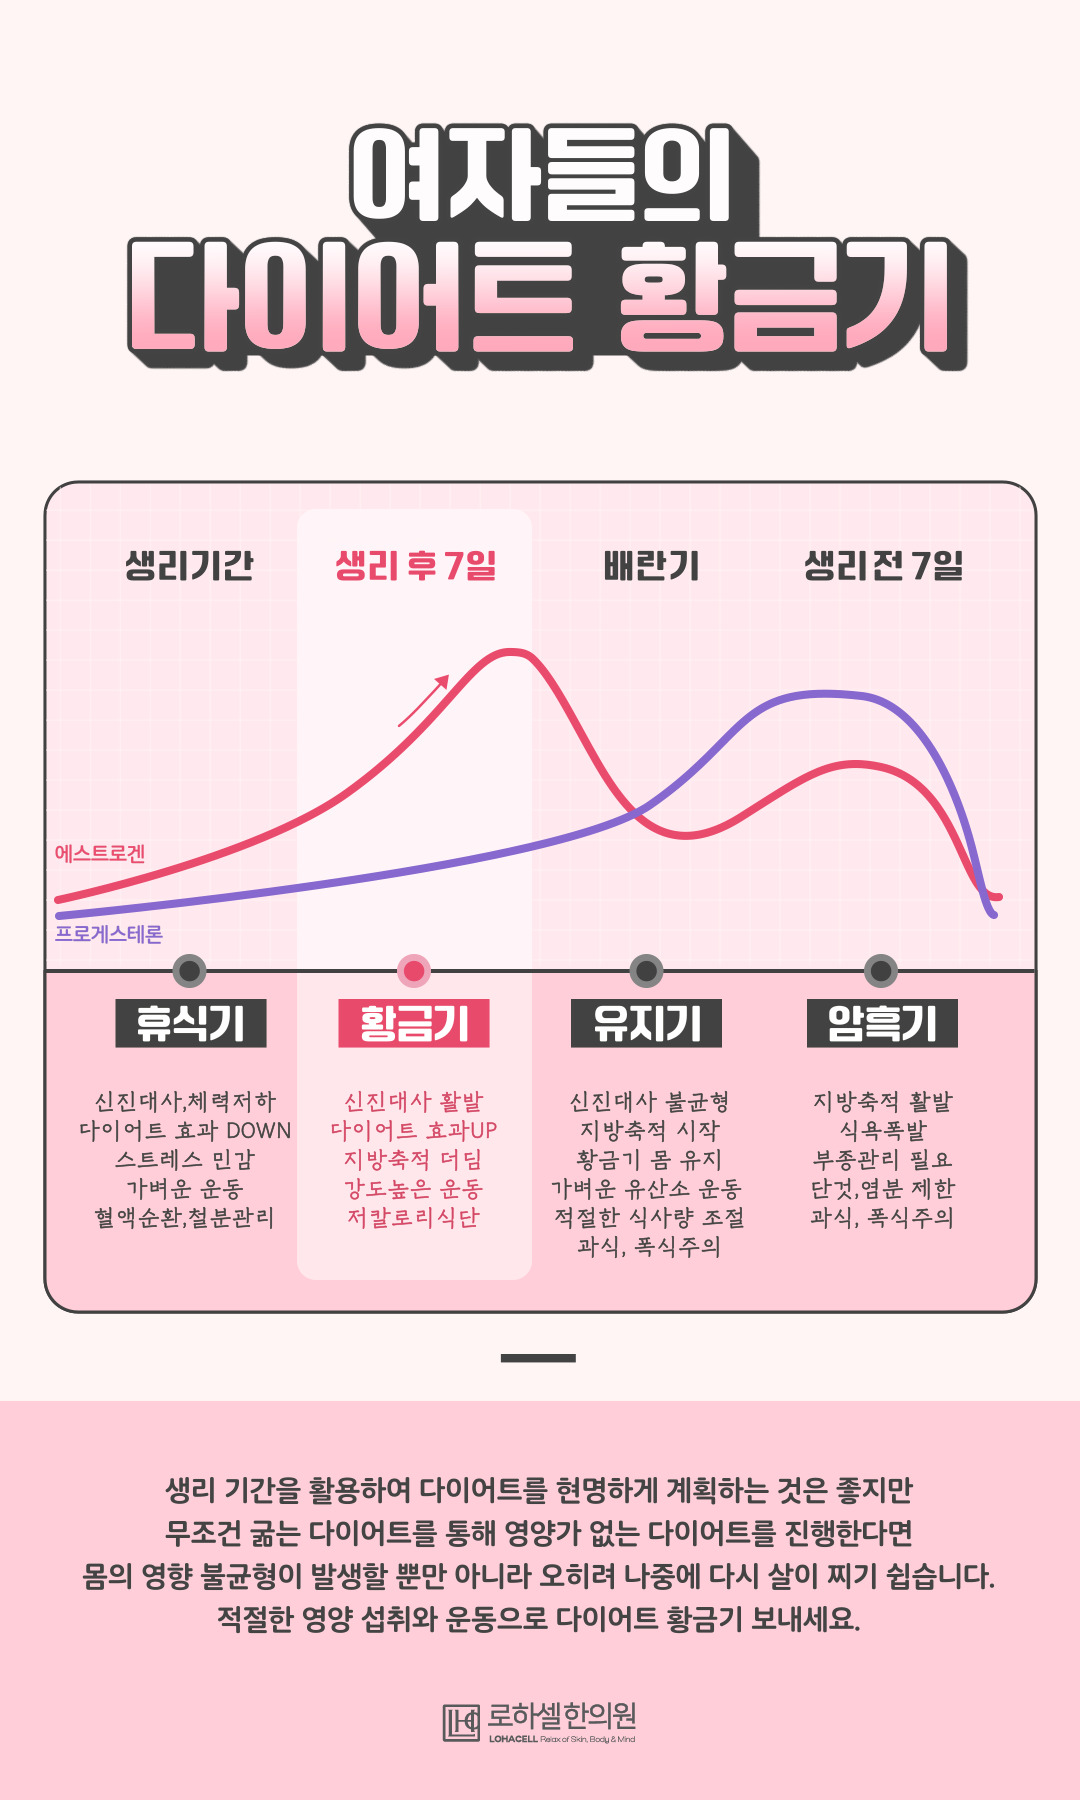 여자들의
다이어트 황금기
생리기간
생리 후 7일
배란기
생리 전 7일
에스트로겐
프로게스테론
휴식기
신진대사,체력저하
다이어트 효과 DOWN
스트레스 민감
가벼운 운동
혈액순환,철분관리
황금기
신진대사 활발
다이어트 효과UP
지방축적 더딤
강도높은 운동
저칼로리식단
유지기
신진대사 불균형
지방축적 시작
황금기 몸 유지
가벼운 유산소 운동
적절한 식사량 조절
과식, 폭식주의
암흑기
지방축적 활발
식욕폭발
부종관리 필요
단것,염분 제한
과식, 폭식주의
생리 기간을 활용하여 다이어트를 현명하게 계획하는 것은 좋지만
무조건 굶는 다이어트를 통해 영양가 없는 다이어트를 진행한다면
몸의 영향 불균형이 발생할 뿐만 아니라 오히려 나중에 다시 살이 찌기 쉽습니다.
적절한 영양 섭취와 운동으로 다이어트 황금기 보내세요.
로하셀한의원
LOHACELL Relax of Skin, Body & Mind